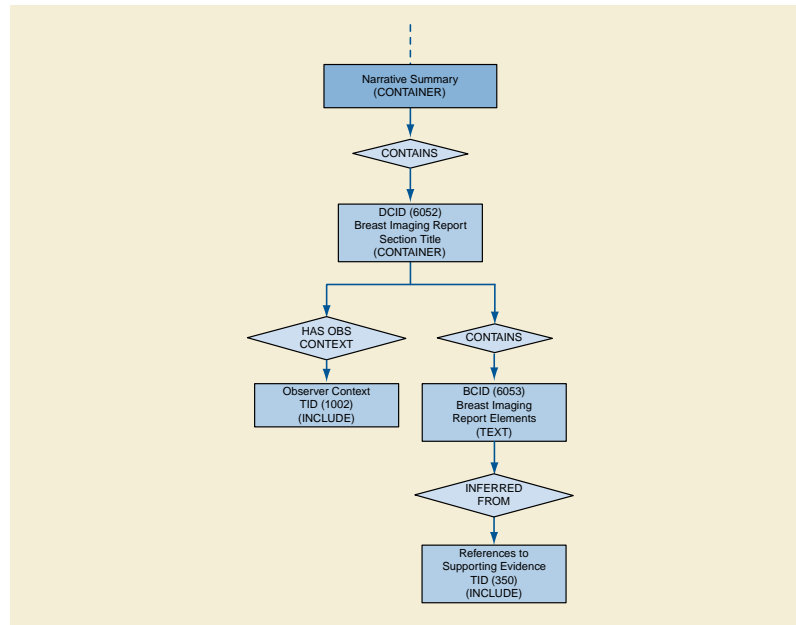 Narrative Summary
(CONTAINER)
CONTAINS
DCID (6052)
Breast Imaging Report
Section Title
(CONTAINER)
HAS OBS
CONTEXT
CONTAINS
Observer Context
TID (1002)
(INCLUDE)
BCID (6053)
Breast Imaging
Report Elements
(TEXT)
INFERRED
FROM
References to
Supporting Evidence
TID (350)
(INCLUDE)